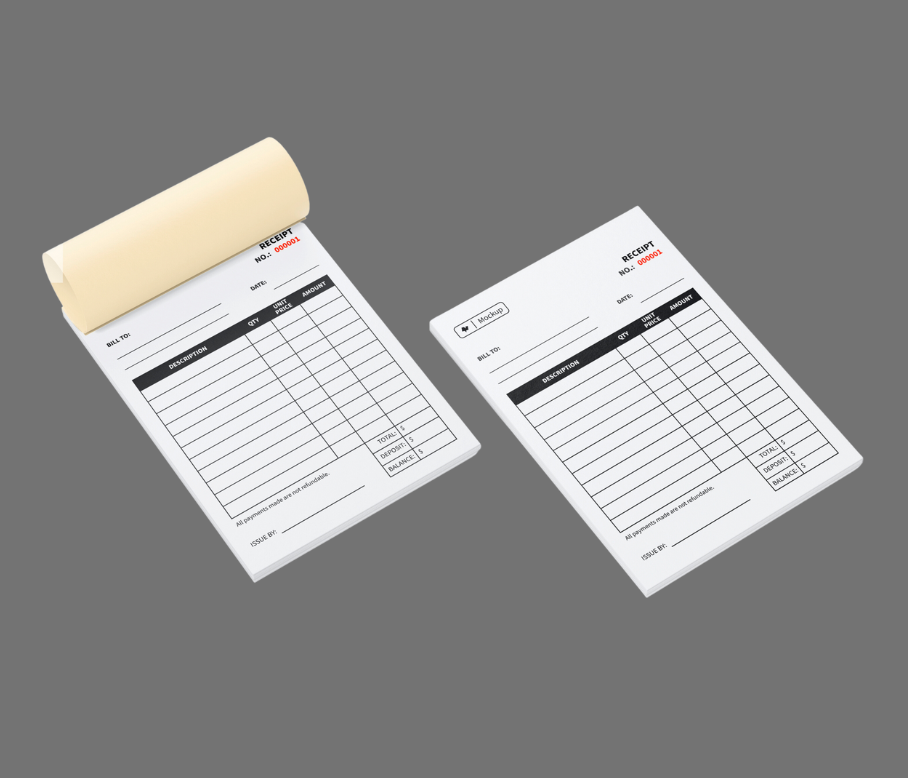 RECEIPT
NO.: 000001
DATE:
BILL TO:
DESCRIPTION QTY UNIT PRICE AMOUNT
TOTAL: $
DEPOSIT: $
BALANCE: $
All payments made are not refundable.
ISSUE BY:
RECEIPT
NO.: 000001
Mockup
DATE:
BILL TO:
DESCRIPTION QTY UNIT PRICE AMOUNT
TOTAL: $
DEPOSIT: $
BALANCE: $
All payments made are not refundable.
ISSUE BY: